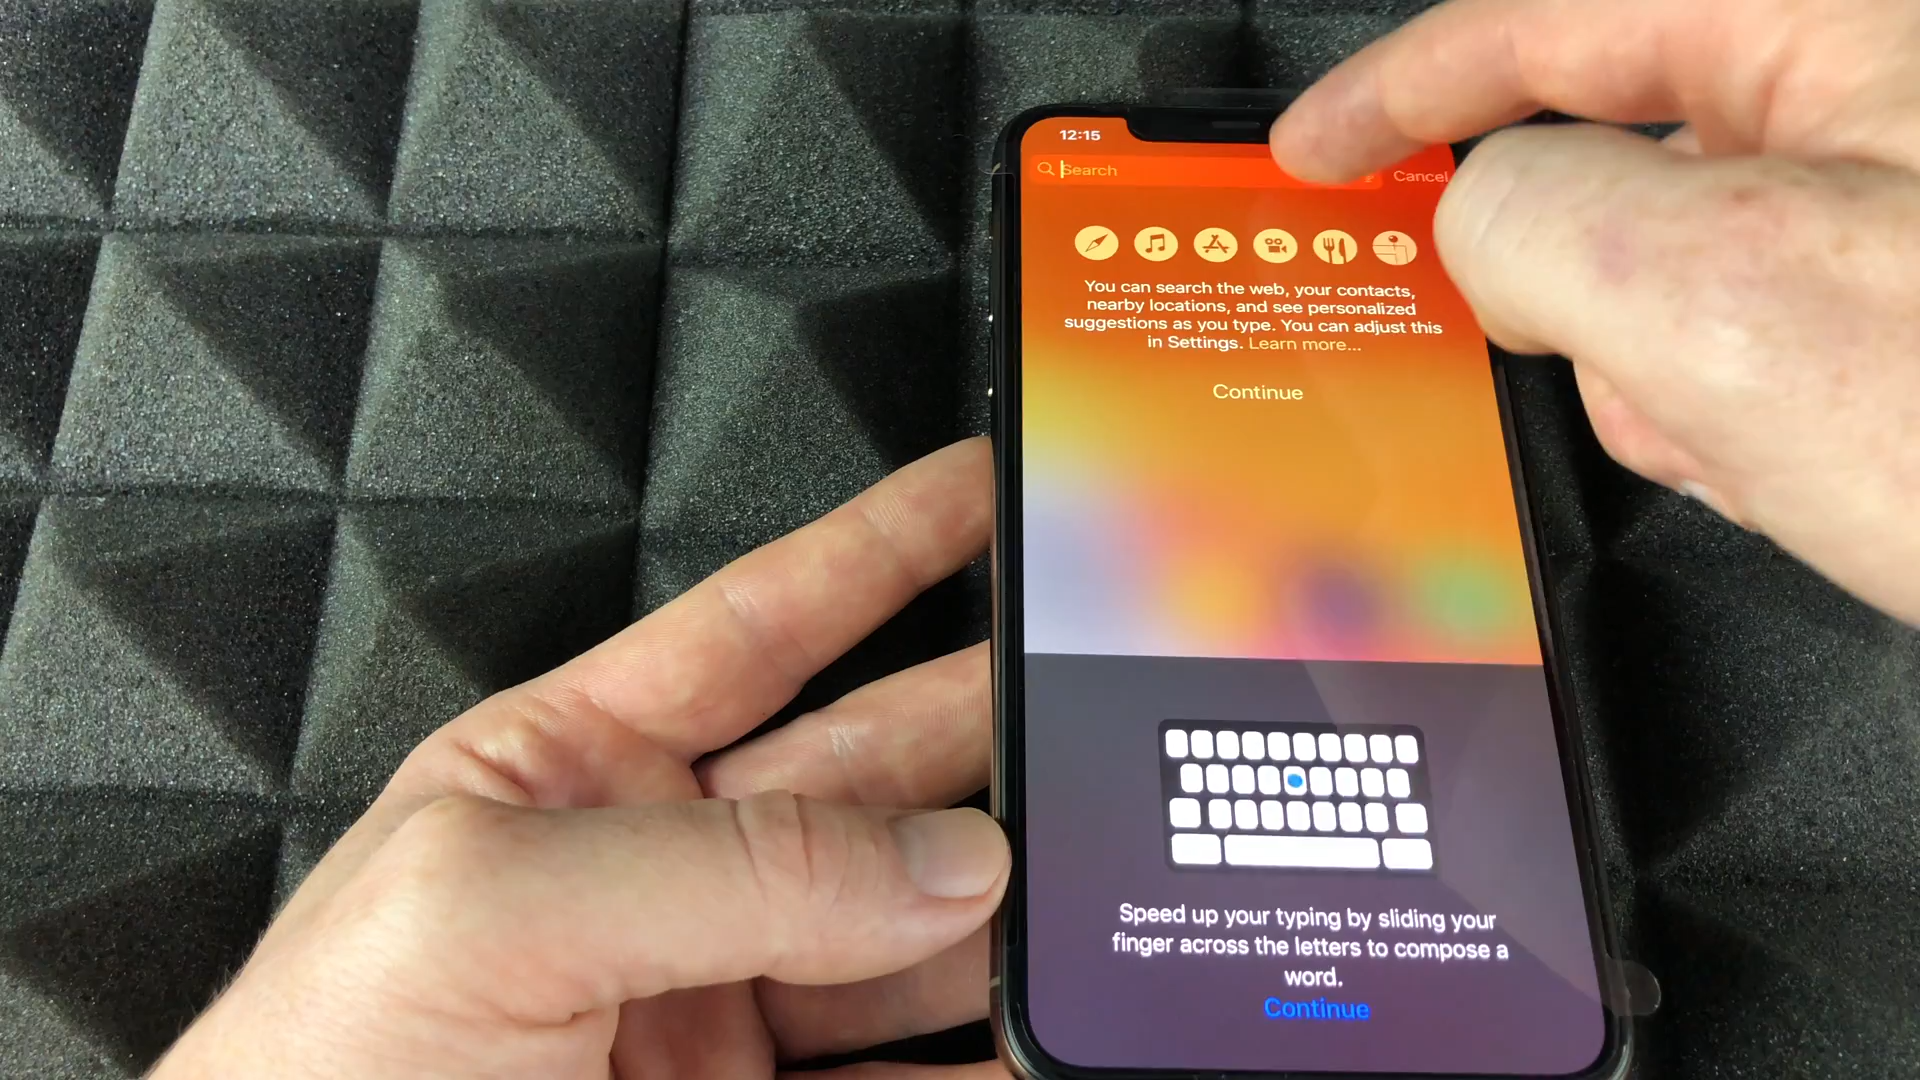 12:15
Search
Cancel
You can search the web, your contacts,
nearby locations, and see personalized
suggestions as you type. You can adjust this
in Settings. Learn more...
Continue
Speed up your typing by sliding your
finger across the letters to compose a
word.
Continue